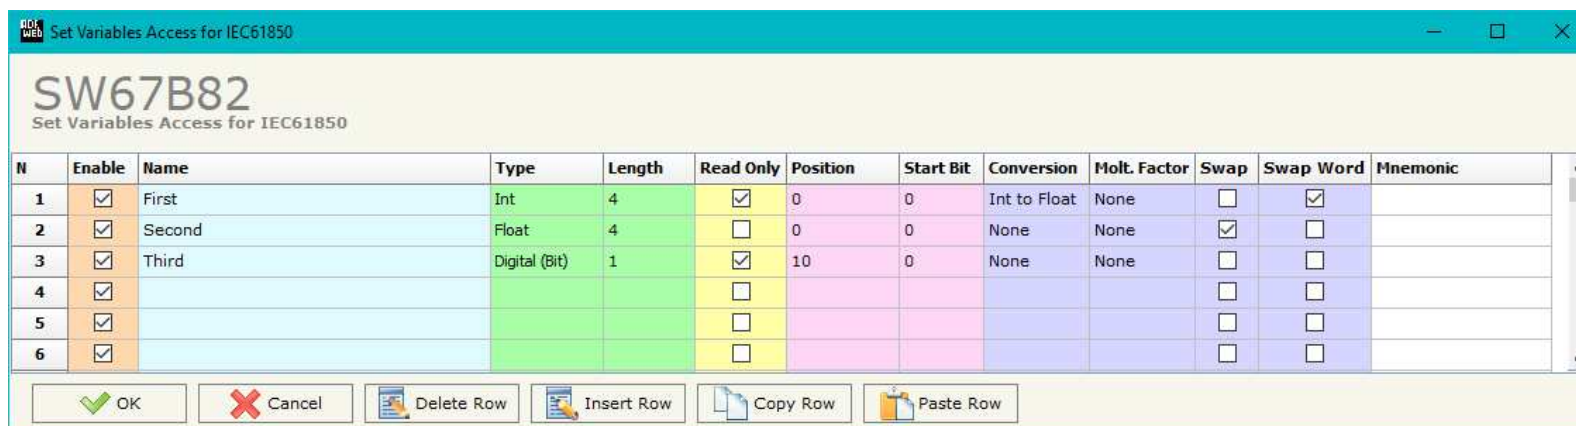 ADF WEB Set Variables Access for IEC61850
SW67B82
Set Variables Access for IEC61850
N Enable Name Type Length Read Only Position Start Bit Conversion Molt. Factor Swap Swap Word Mnemonic
1 First Int 4 0 0 Int to Float None
2 Second Float 4 0 0 None None
3 Third Digital (Bit) 1 10 0 None None
4
5
6
OK Cancel Delete Row Insert Row Copy Row Paste Row